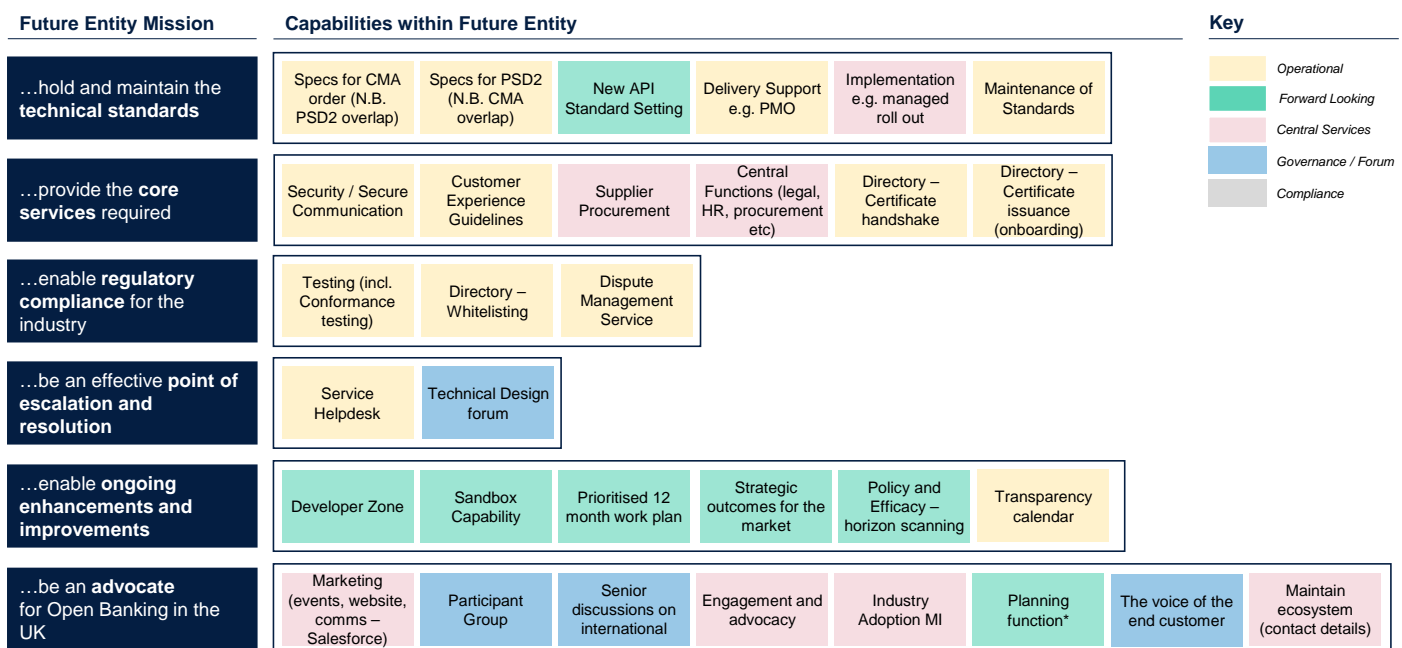 Future Entity Mission
Capabilities within Future Entity
Key
Operational
Forward Looking
Central Services
Governance / Forum
Compliance
…hold and maintain the
technical standards
Specs for CMA
order (N.B.
PSD2 overlap)
Specs for PSD2
(N.B. CMA
overlap)
New API
Standard Setting
Delivery Support
e.g. PMO
Implementation
e.g. managed
roll out
Maintenance of
Standards
…provide the core
services required
Security / Secure
Communication
Customer
Experience
Guidelines
Supplier
Procurement
Central
Functions (legal,
HR, procurement
etc)
Directory –
Certificate
handshake
Directory –
Certificate
issuance
(onboarding)
…enable regulatory
compliance for the
industry
Testing (incl.
Conformance
testing)
Directory –
Whitelisting
Dispute
Management
Service
…be an effective point of
escalation and
resolution
Service
Helpdesk
Technical Design
forum
…enable ongoing
enhancements and
improvements
Developer Zone
Sandbox
Capability
Prioritised 12
month work plan
Strategic
outcomes for the
market
Policy and
Efficacy –
horizon scanning
Transparency
calendar
…be an advocate
for Open Banking in the
UK
Marketing
(events, website,
comms –
Salesforce)
Participant
Group
Senior
discussions on
international
Engagement and
advocacy
Industry
Adoption MI
Planning
function*
The voice of the
end customer
Maintain
ecosystem
(contact details)